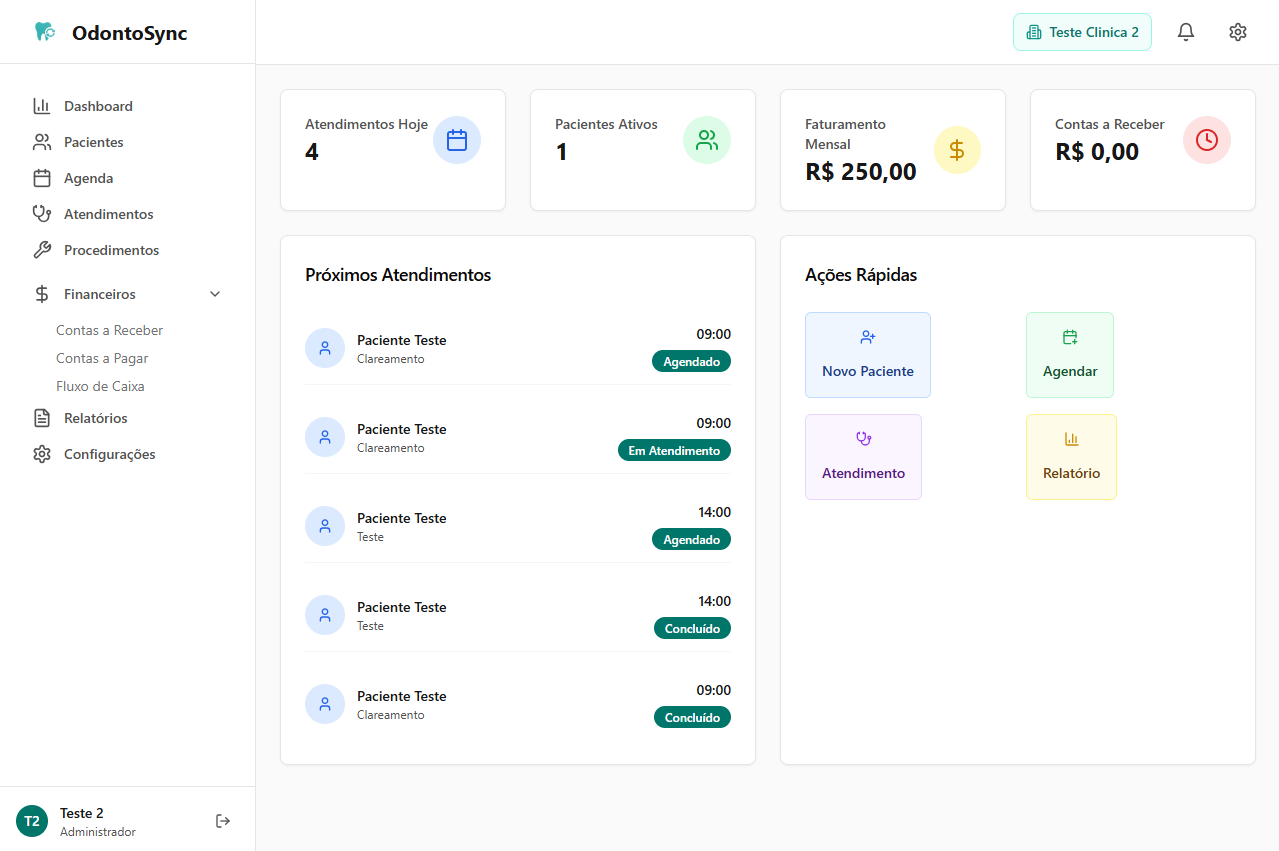 OdontoSync
Teste Clinica 2
Dashboard
Pacientes
Agenda
Atendimentos
Procedimentos
Financeiros
Contas a Receber
Contas a Pagar
Fluxo de Caixa
Relatórios
Configurações
T2
Teste 2
Administrador
Atendimentos Hoje
4
Pacientes Ativos
1
Faturamento
Mensal
R$ 250,00
Contas a Receber
R$ 0,00
Próximos Atendimentos
Paciente Teste
Clareamento
09:00
Agendado
Paciente Teste
Clareamento
09:00
Em Atendimento
Paciente Teste
Teste
14:00
Agendado
Paciente Teste
Teste
14:00
Concluído
Paciente Teste
Clareamento
09:00
Concluído
Ações Rápidas
Novo Paciente
Agendar
Atendimento
Relatório